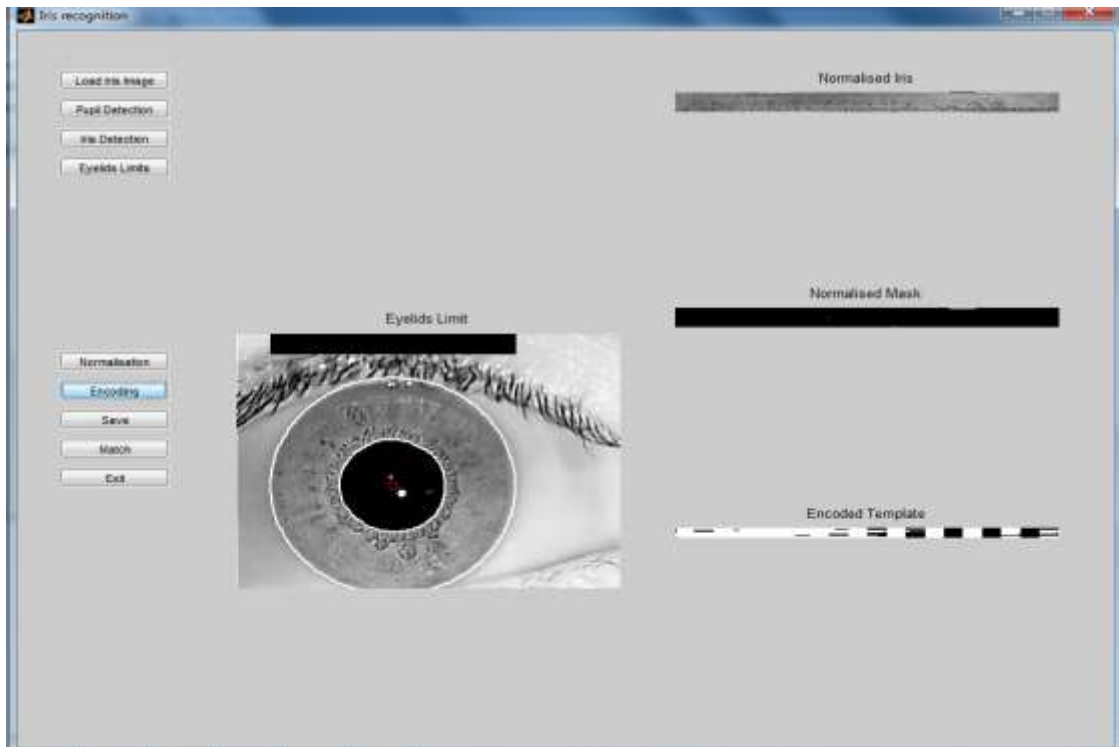 Iris recognition
Load Iris Image
Pupil Detection
Iris Detection
Eyelids Limits
Normalisation
Encoding
Save
Match
Exit
Eyelids Limit
Normalised Iris
Normalised Mask
Encoded Template